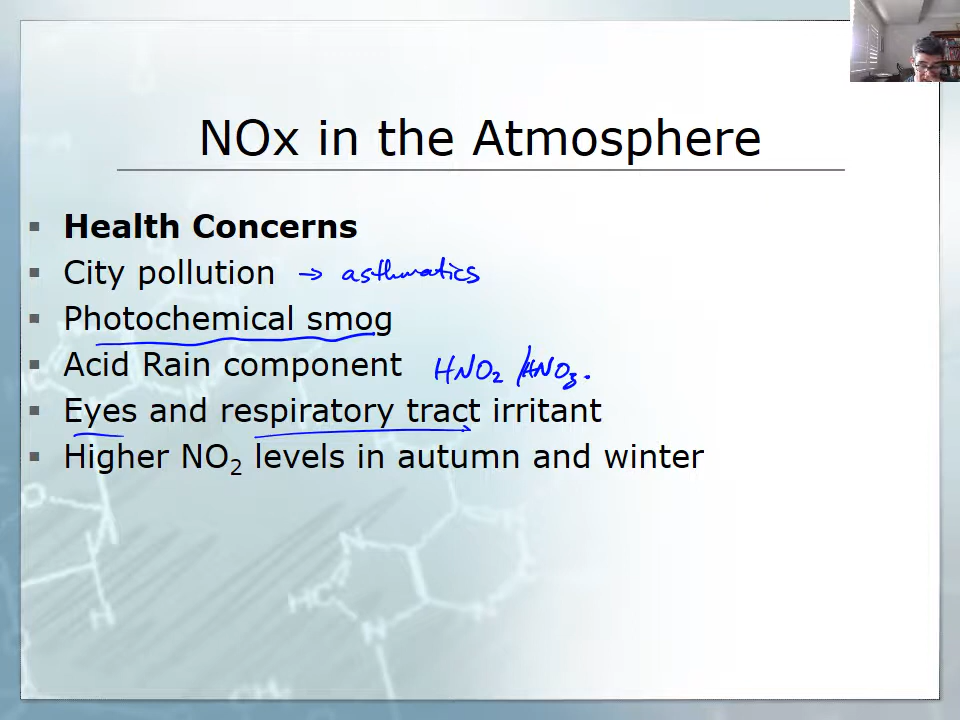 NOx in the Atmosphere
▪ Health Concerns
▪ City pollution → asthmatics
▪ Photochemical smog
▪ Acid Rain component HNO₂ / HNO₃.
▪ Eyes and respiratory tract irritant
▪ Higher NO₂ levels in autumn and winter
O
N
H
N
N
HC
N
N